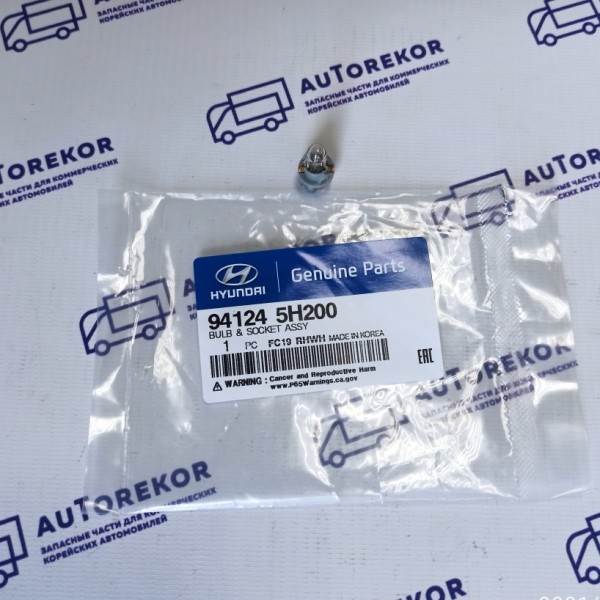 AUTOREKOR
ЗАПАСНЫЕ ЧАСТИ ДЛЯ КОММЕРЧЕСКИХ
КОРЕЙСКИХ АВТОМОБИЛЕЙ
AUTOREKOR
ЗАПАСНЫЕ ЧАСТИ ДЛЯ КОММЕРЧЕСКИХ
КОРЕЙСКИХ АВТОМОБИЛЕЙ
AUTOREKOR
ЗАПАСНЫЕ ЧАСТИ ДЛЯ КОММЕРЧЕСКИХ
КОРЕЙСКИХ АВТОМОБИЛЕЙ
HYUNDAI
Genuine Parts
94124 5H200
BULB & SOCKET ASSY
1 PC FC19 RHWH MADE IN KOREA
EAC
WARNING : Cancer and Reproductive Harm
www.P65Warnings.ca.gov
AUTOREKOR
ЗАПАСНЫЕ ЧАСТИ ДЛЯ КОММЕРЧЕСКИХ
КОРЕЙСКИХ АВТОМОБИЛЕЙ
AUTOREKOR